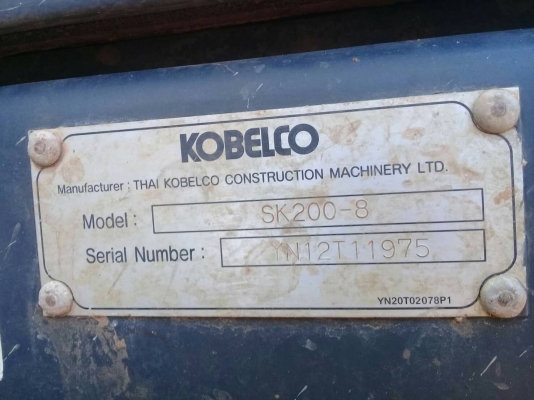 KOBELCO
Manufacturer : THAI KOBELCO CONSTRUCTION MACHINERY LTD.
Model : SK200-8
Serial Number : YN12T11975
YN20T02078P1